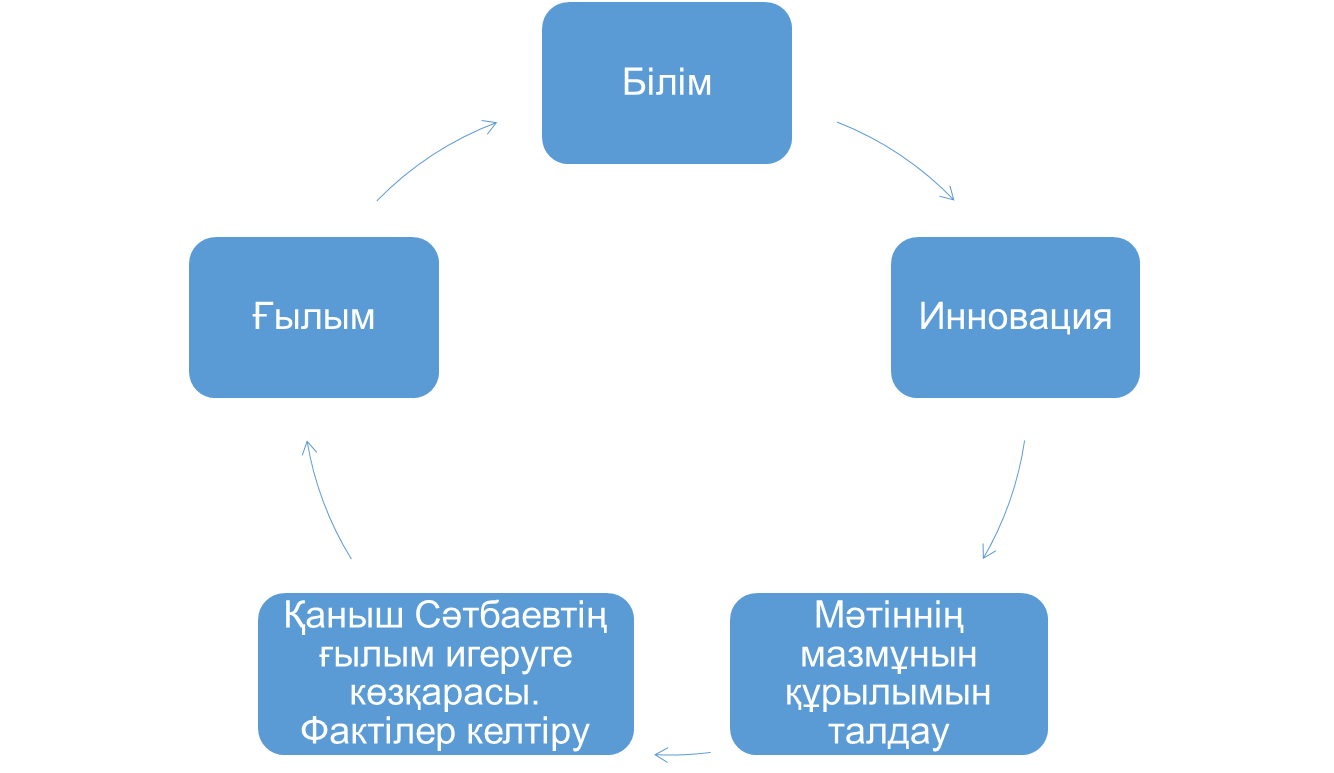 Білім
Ғылым
Инновация
Қаныш Сәтбаевтің
ғылым игеруге
көзқарасы.
Фактілер келтіру
Мәтіннің
мазмұнын
құрылымын
талдау